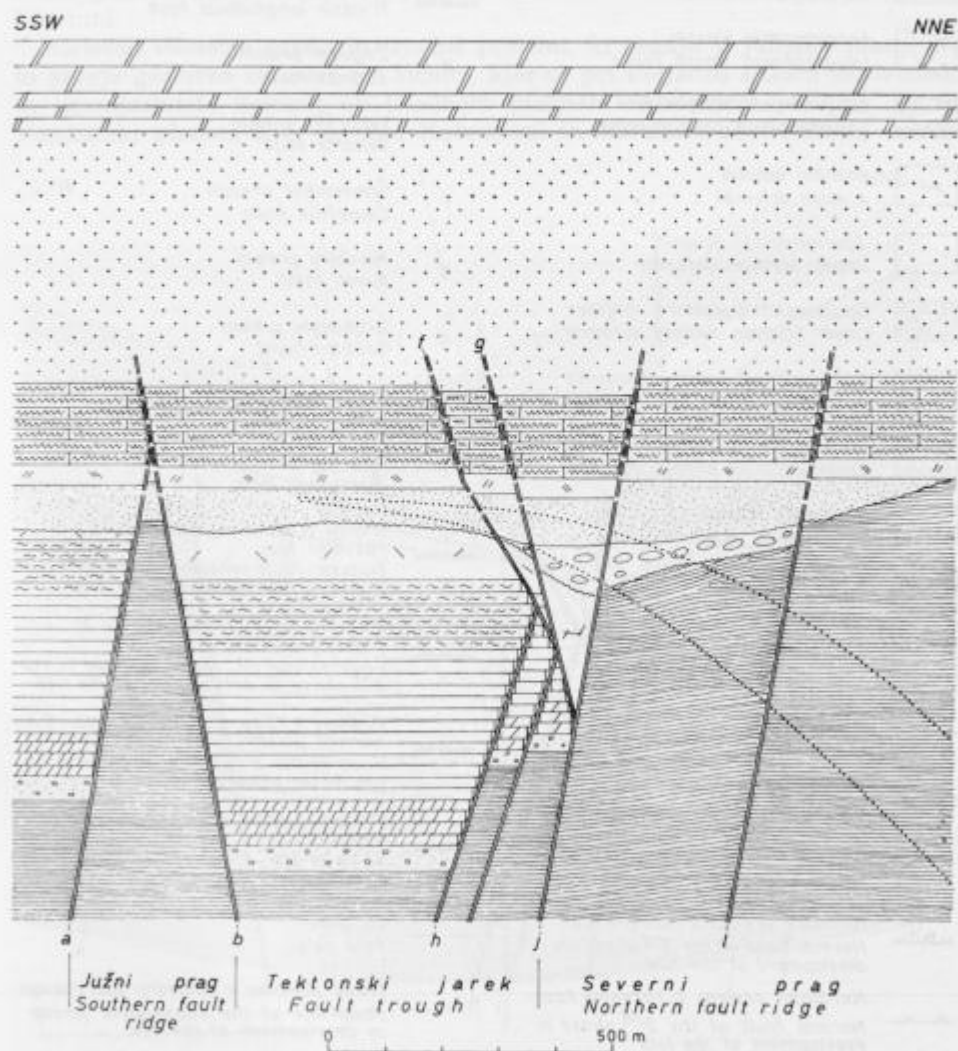 SSW NNE
f g
a b h j l
Južni prag Tektonski jarek Severni prag
Southern fault Fault trough Northern fault ridge
ridge
0 500 m